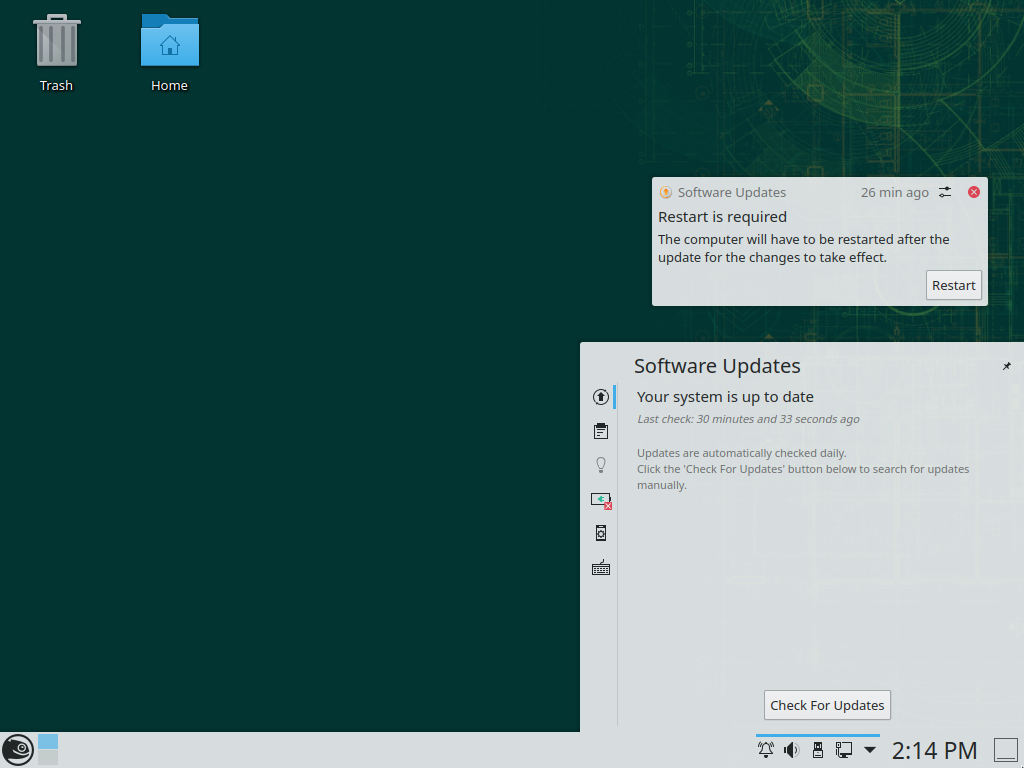 Trash
Home
Software Updates
26 min ago
Restart is required
The computer will have to be restarted after the
update for the changes to take effect.
Restart
Software Updates
Your system is up to date
Last check: 30 minutes and 33 seconds ago
Updates are automatically checked daily.
Click the 'Check For Updates' button below to search for updates
manually.
Check For Updates
2:14 PM